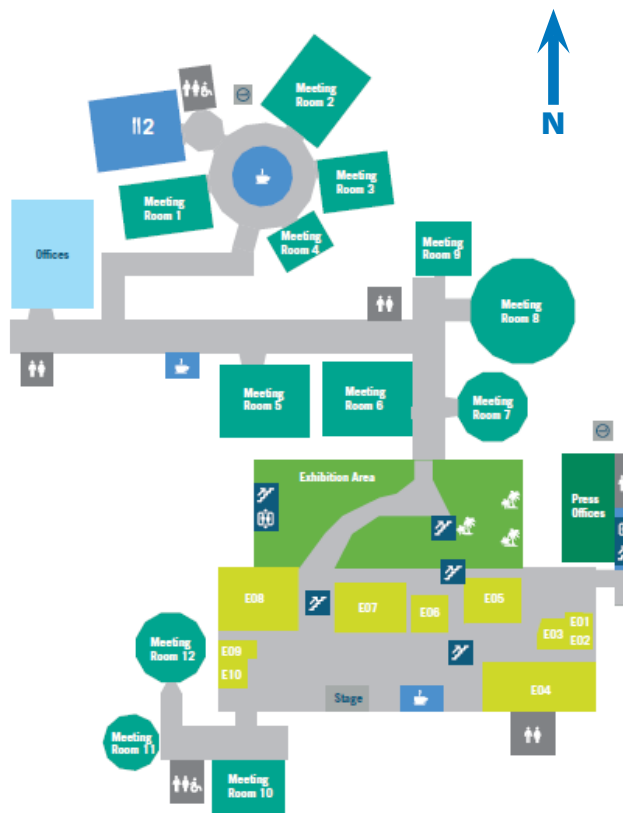 N
Meeting
Room 2
2
Meeting
Room 3
Meeting
Room 1
Meeting
Room 4
Offices
Meeting
Room 9
Meeting
Room 8
Meeting
Room 5
Meeting
Room 6
Meeting
Room 7
Exhibition Area
Press
Offices
E08
E07
E06
E05
E01
E03
E02
E09
E10
E04
Stage
Meeting
Room 12
Meeting
Room 11
Meeting
Room 10